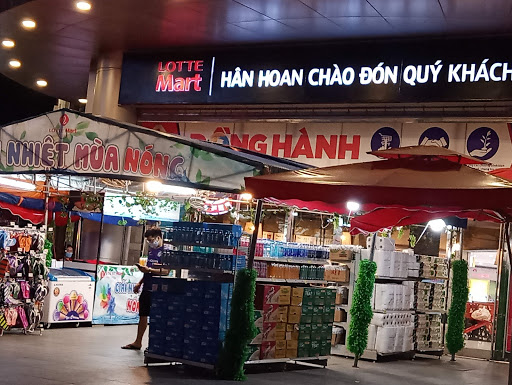 LOTTE Mart
HÂN HOAN CHÀO ĐÓN QUÝ KHÁCH
ĐỒNG HÀNH
NHIỆT MÙA NÓNG